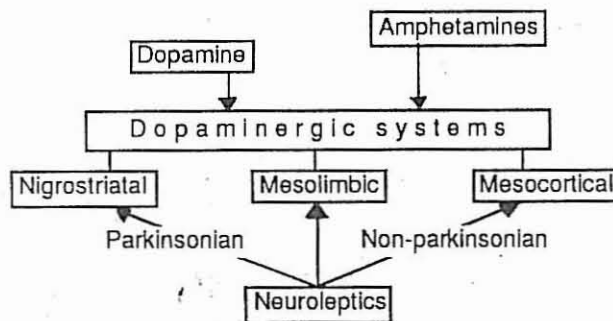 Amphetamines
Dopamine
Dopaminergic systems
Nigrostriatal
Mesolimbic
Mesocortical
Parkinsonian
Non-parkinsonian
Neuroleptics